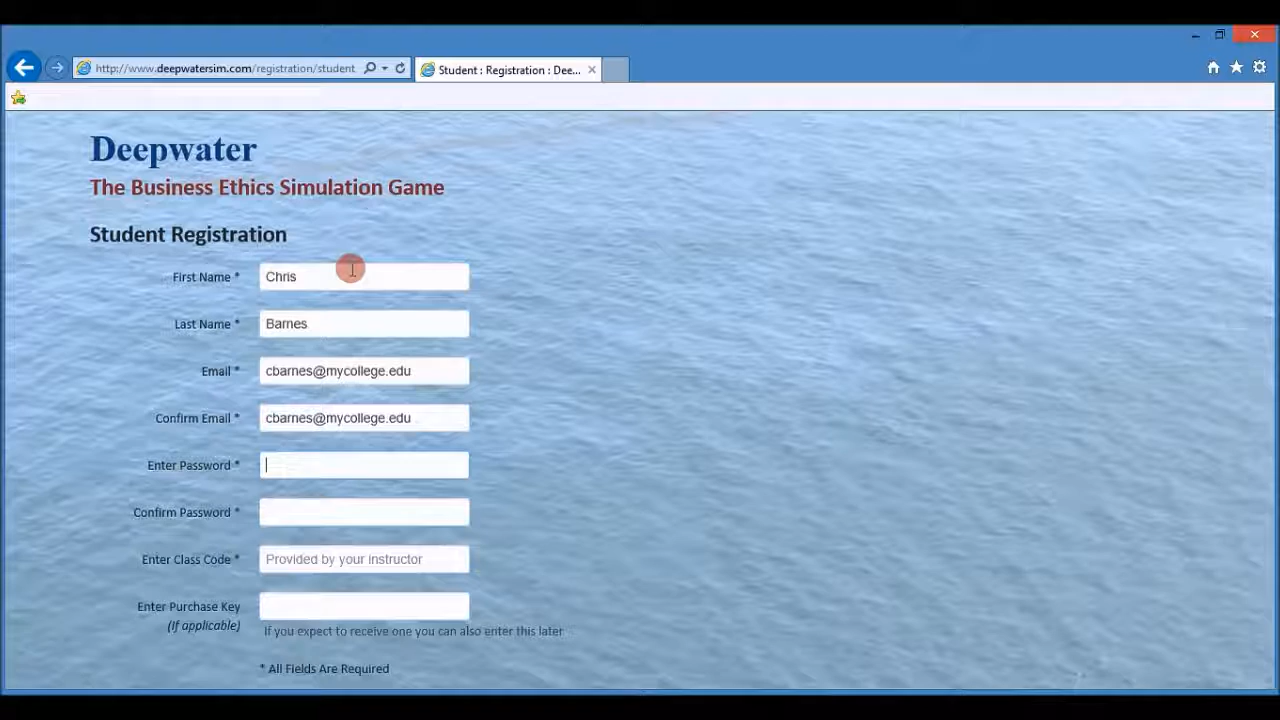 http://www.deepwatersim.com/registration/student
Student : Registration : Dee...
Deepwater
The Business Ethics Simulation Game
Student Registration
First Name *
Chris
Last Name *
Barnes
Email *
cbarnes@mycollege.edu
Confirm Email *
cbarnes@mycollege.edu
Enter Password *
Confirm Password *
Enter Class Code *
Provided by your instructor
Enter Purchase Key
(If applicable)
If you expect to receive one you can also enter this later
* All Fields Are Required